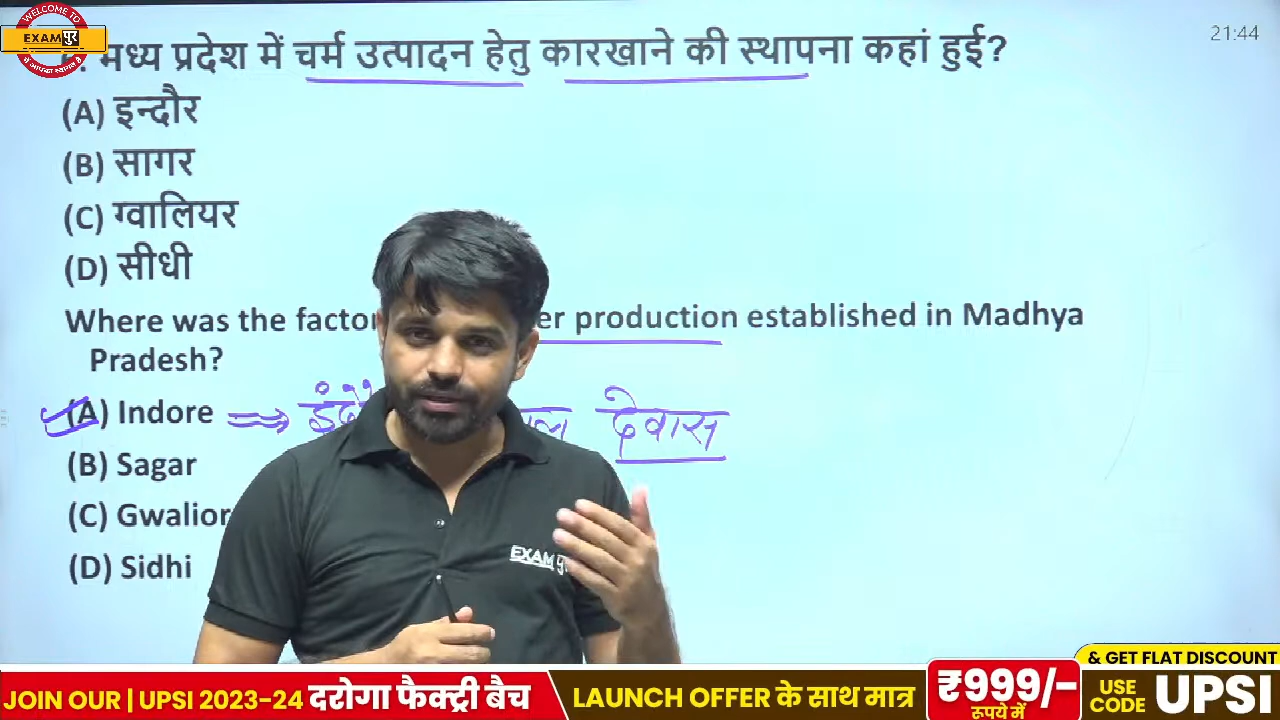 WELCOME TO
EXAMपुर
में आपका स्वागत है
21:44
मध्य प्रदेश में चर्म उत्पादन हेतु कारखाने की स्थापना कहां हुई?
(A) इन्दौर
(B) सागर
(C) ग्वालियर
(D) सीधी
Where was the production established in Madhya
Pradesh?
(A) Indore देवास
(B) Sagar
(C) Gwalior
(D) Sidhi
EXAM
JOIN OUR | UPSI 2023-24 दरोगा फैक्ट्री बैच
LAUNCH OFFER के साथ मात्र
₹999/-
रूपये में
& GET FLAT DISCOUNT
USE CODE UPSI